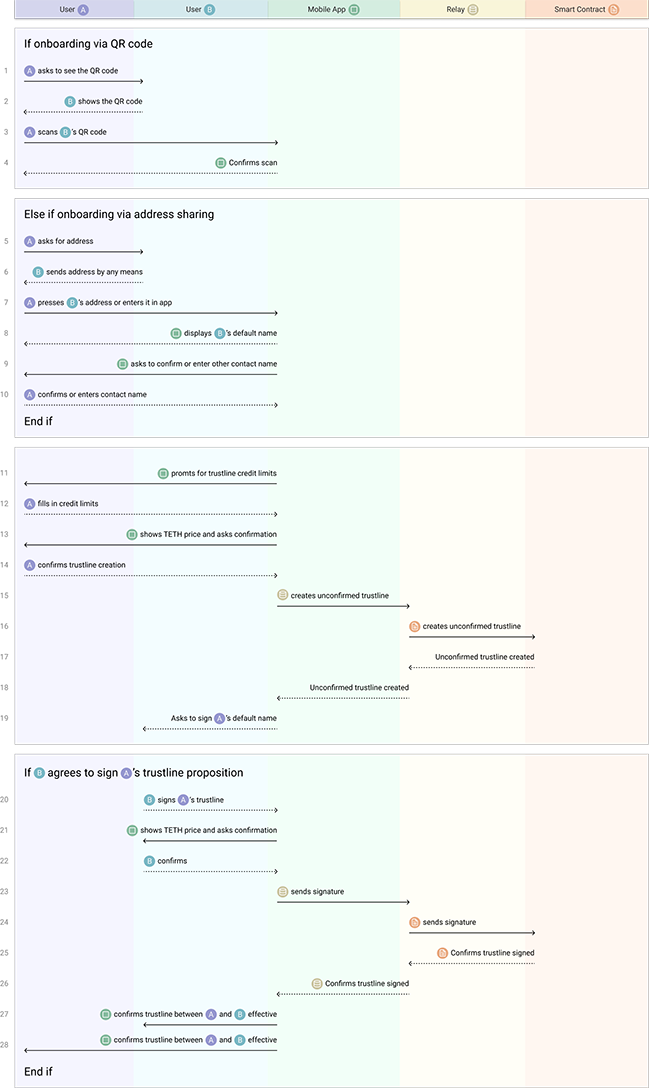 User A User B Mobile App Relay Smart Contract
If onboarding via QR code
1 A asks to see the QR code
2 B shows the QR code
3 A scans B's QR code
4 Confirms scan
Else if onboarding via address sharing
5 A asks for address
6 B sends address by any means
7 A presses B's address or enters it in app
8 displays B's default name
9 asks to confirm or enter other contact name
10 A confirms or enters contact name
End if
11 promts for trustline credit limits
12 A fills in credit limits
13 shows TETH price and asks confirmation
14 A confirms trustline creation
15 creates unconfirmed trustline
16 creates unconfirmed trustline
17 Unconfirmed trustline created
18 Unconfirmed trustline created
19 Asks to sign A's default name
If B agrees to sign A's trustline proposition
20 B signs A's trustline
21 shows TETH price and asks confirmation
22 B confirms
23 sends signature
24 sends signature
25 Confirms trustline signed
26 Confirms trustline signed
27 confirms trustline between A and B effective
28 confirms trustline between A and B effective
End if